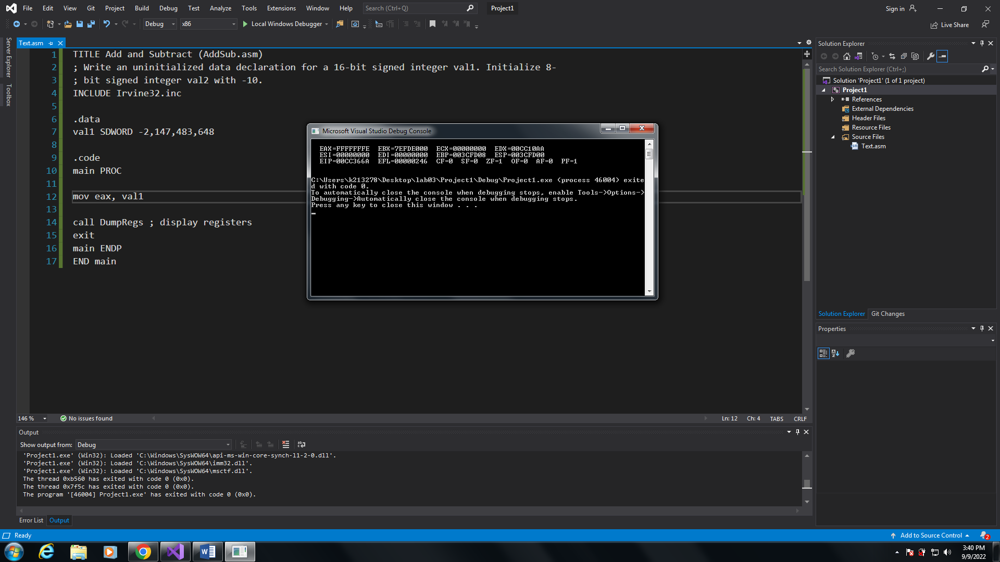 File Edit View Git Project Build Debug Test Analyze Tools Extensions Window Help Search (Ctrl+Q) Project1 Sign in
Debug x86 Local Windows Debugger Live Share
Server Explorer
Toolbox
Text.asm
1 TITLE Add and Subtract (AddSub.asm)
2 ; Write an uninitialized data declaration for a 16-bit signed integer val1. Initialize 8-
3 ; bit signed integer val2 with -10.
4 INCLUDE Irvine32.inc
5
6 .data
7 val1 SDWORD -2,147,483,648
8
9 .code
10 main PROC
11
12 mov eax, val1
13
14 call DumpRegs ; display registers
15 exit
16 main ENDP
17 END main
Microsoft Visual Studio Debug Console
EAX=FFFFFFFE EBX=7EFDE000 ECX=00000000 EDX=00CC10AA
ESI=00000000 EDI=00000000 EBP=003CFD08 ESP=003CFD00
EIP=00CC366A EFL=00000246 CF=0 SF=0 ZF=1 OF=0 AF=0 PF=1
C:\Users\k213278\Desktop\lab03\Project1\Debug\Project1.exe (process 46004) exite
d with code 0.
To automatically close the console when debugging stops, enable Tools->Options->
Debugging->Automatically close the console when debugging stops.
Press any key to close this window . . .
Solution Explorer
Search Solution Explorer (Ctrl+;)
Solution 'Project1' (1 of 1 project)
Project1
References
External Dependencies
Header Files
Resource Files
Source Files
Text.asm
Solution Explorer Git Changes
Properties
146 % No issues found Ln: 12 Ch: 4 TABS CRLF
Output
Show output from: Debug
'Project1.exe' (Win32): Loaded 'C:\Windows\SysWOW64\api-ms-win-core-synch-l1-2-0.dll'.
'Project1.exe' (Win32): Loaded 'C:\Windows\SysWOW64\imm32.dll'.
'Project1.exe' (Win32): Loaded 'C:\Windows\SysWOW64\msctf.dll'.
The thread 0xb560 has exited with code 0 (0x0).
The thread 0x7f5c has exited with code 0 (0x0).
The program '[46004] Project1.exe' has exited with code 0 (0x0).
Error List Output
Ready Add to Source Control 2
3:40 PM
9/9/2022